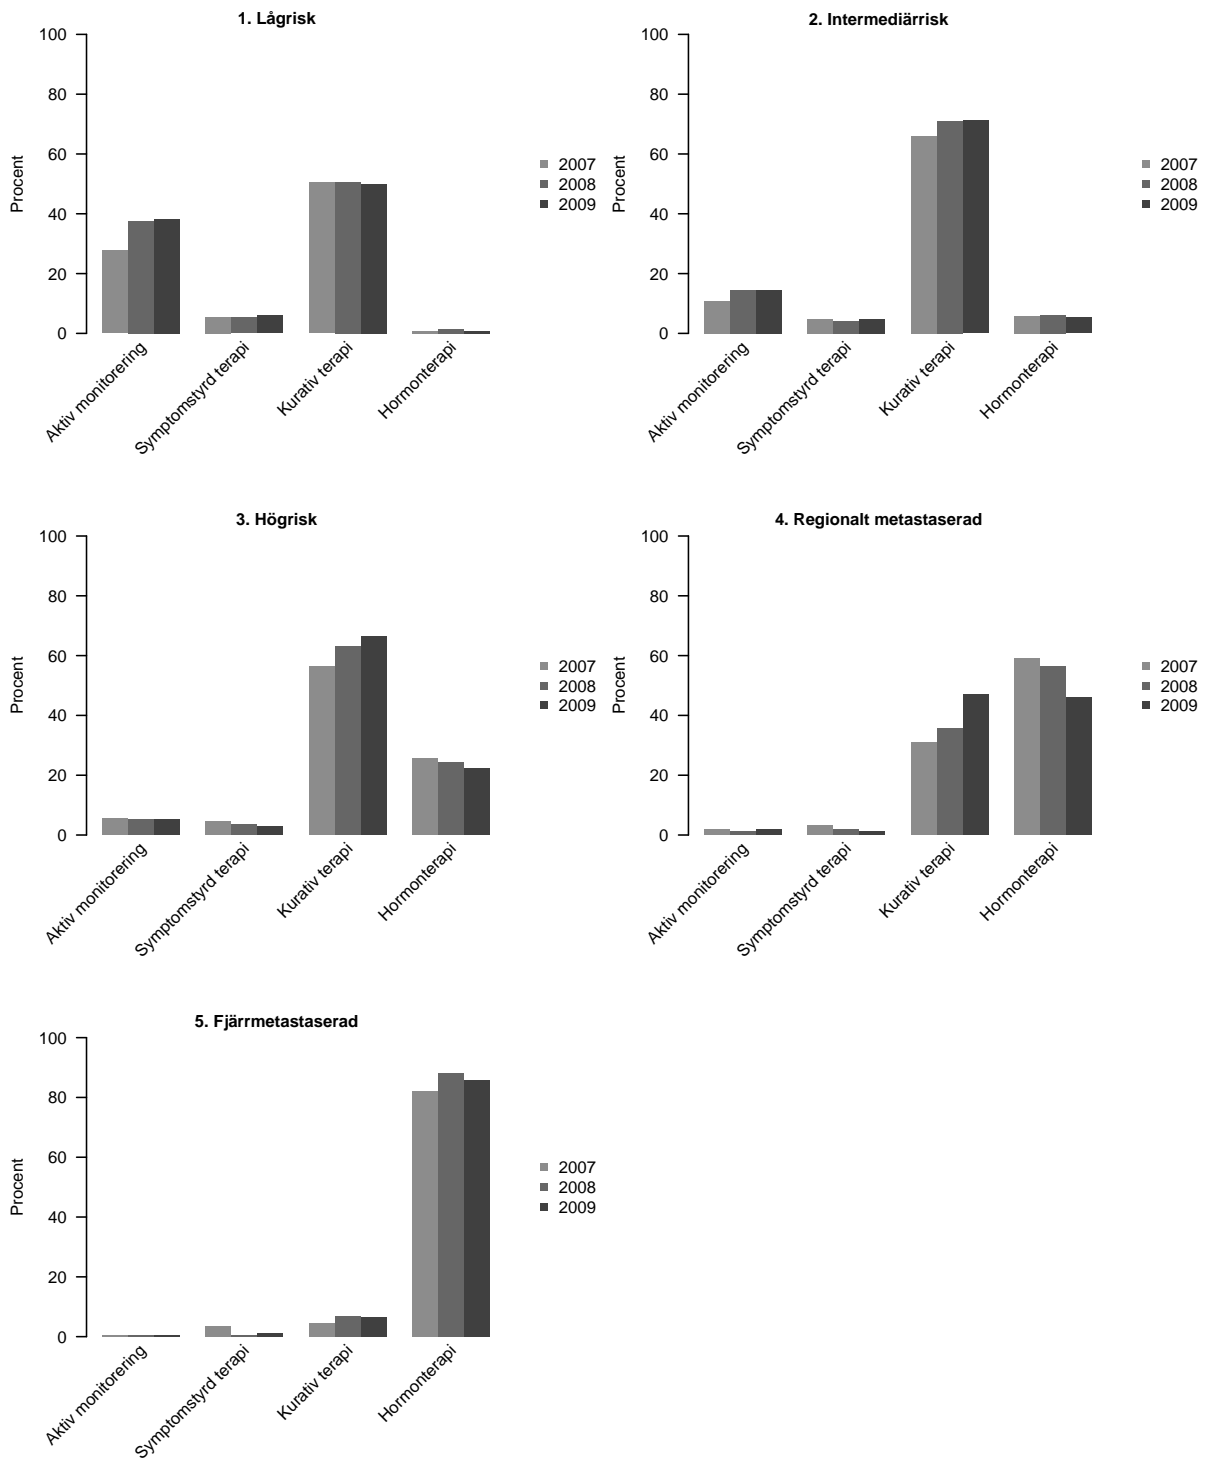 1. Lågrisk
100
80
60
40
20
0
Procent
Aktiv monitorering
Symptomstyrd terapi
Kurativ terapi
Hormonterapi
2007
2008
2009
2. Intermediärrisk
100
80
60
40
20
0
Procent
Aktiv monitorering
Symptomstyrd terapi
Kurativ terapi
Hormonterapi
2007
2008
2009
3. Högrisk
100
80
60
40
20
0
Procent
Aktiv monitorering
Symptomstyrd terapi
Kurativ terapi
Hormonterapi
2007
2008
2009
4. Regionalt metastaserad
100
80
60
40
20
0
Procent
Aktiv monitorering
Symptomstyrd terapi
Kurativ terapi
Hormonterapi
2007
2008
2009
5. Fjärrmetastaserad
100
80
60
40
20
0
Procent
Aktiv monitorering
Symptomstyrd terapi
Kurativ terapi
Hormonterapi
2007
2008
2009